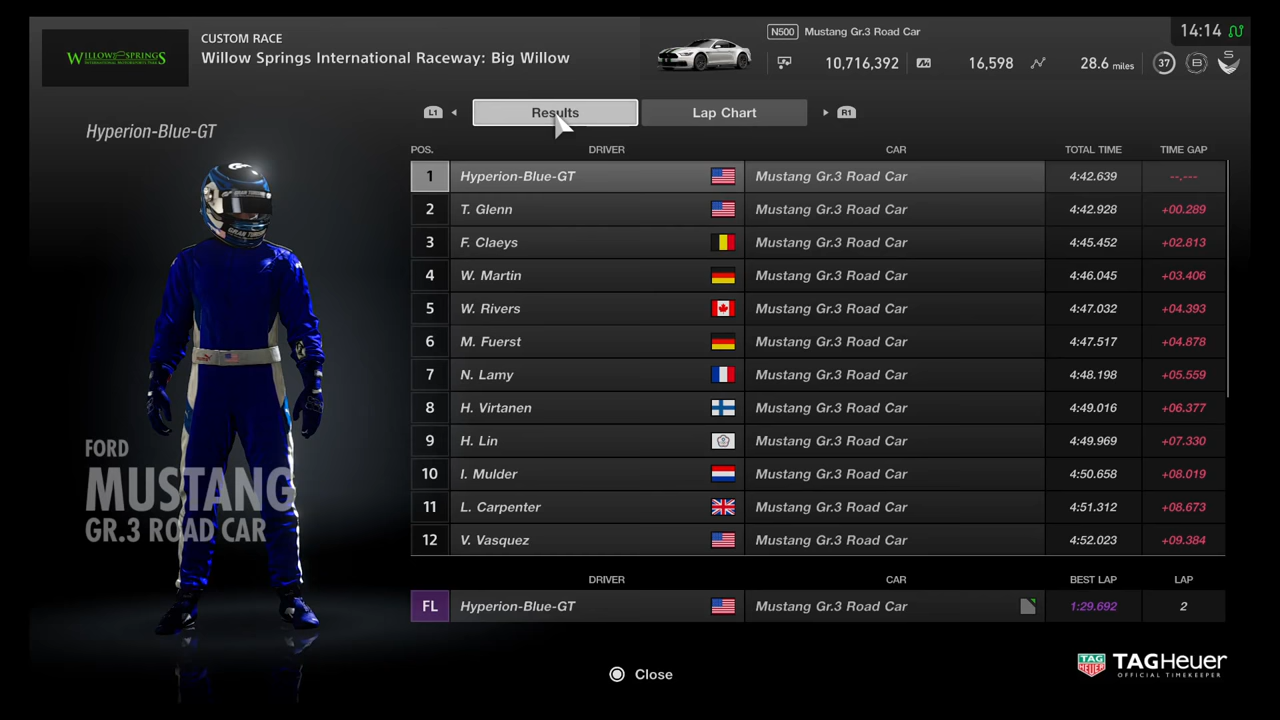 WILLOW SPRINGS
INTERNATIONAL MOTORSPORTS PARK
CUSTOM RACE
Willow Springs International Raceway: Big Willow
N500 Mustang Gr.3 Road Car
14:14
10,716,392 16,598 28.6 miles 37 B S
L1 Results Lap Chart R1
Hyperion-Blue-GT
POS. DRIVER CAR TOTAL TIME TIME GAP
1 Hyperion-Blue-GT Mustang Gr.3 Road Car 4:42.639 --.---
2 T. Glenn Mustang Gr.3 Road Car 4:42.928 +00.289
3 F. Claeys Mustang Gr.3 Road Car 4:45.452 +02.813
4 W. Martin Mustang Gr.3 Road Car 4:46.045 +03.406
5 W. Rivers Mustang Gr.3 Road Car 4:47.032 +04.393
6 M. Fuerst Mustang Gr.3 Road Car 4:47.517 +04.878
7 N. Lamy Mustang Gr.3 Road Car 4:48.198 +05.559
8 H. Virtanen Mustang Gr.3 Road Car 4:49.016 +06.377
9 H. Lin Mustang Gr.3 Road Car 4:49.969 +07.330
10 I. Mulder Mustang Gr.3 Road Car 4:50.658 +08.019
11 L. Carpenter Mustang Gr.3 Road Car 4:51.312 +08.673
12 V. Vasquez Mustang Gr.3 Road Car 4:52.023 +09.384
FORD
MUSTANG
GR.3 ROAD CAR
DRIVER CAR BEST LAP LAP
FL Hyperion-Blue-GT Mustang Gr.3 Road Car 1:29.692 2
TAG HEUER TAGHeuer
OFFICIAL TIMEKEEPER
Close